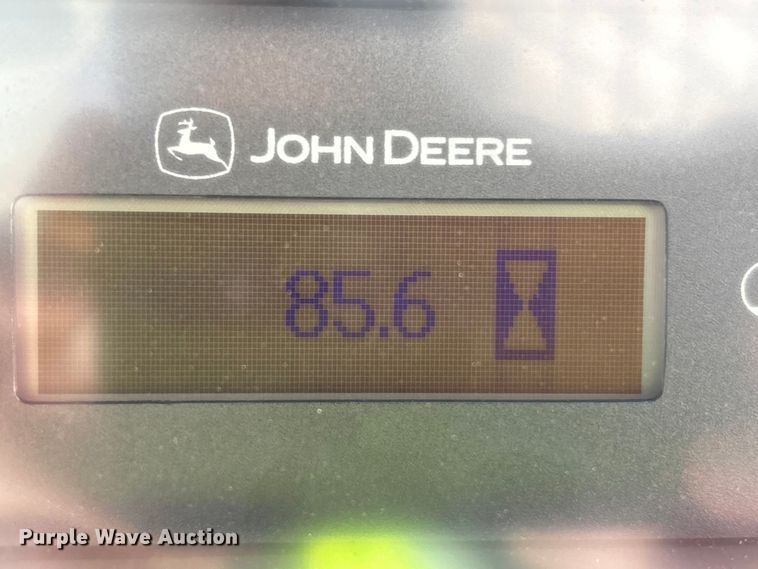 JOHN DEERE
85.6
Purple Wave Auction